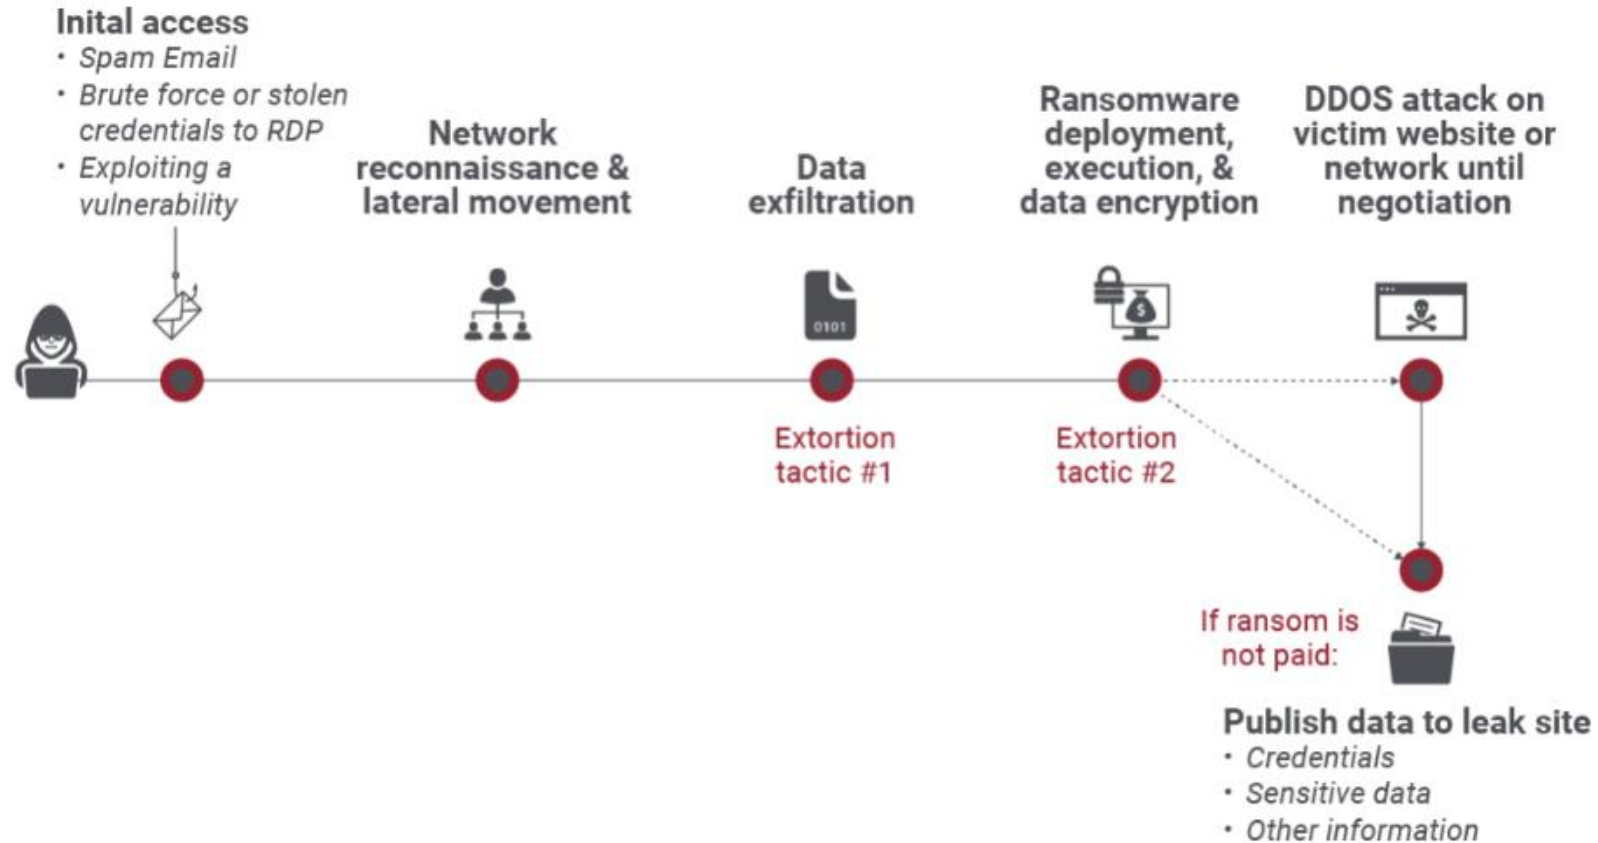 Inital access
• Spam Email
• Brute force or stolen
credentials to RDP
• Exploiting a
vulnerability
Network
reconnaissance &
lateral movement
Data
exfiltration
0101
Extortion
tactic #1
Ransomware
deployment,
execution, &
data encryption
$
Extortion
tactic #2
DDOS attack on
victim website or
network until
negotiation
If ransom is
not paid:
Publish data to leak site
• Credentials
• Sensitive data
• Other information